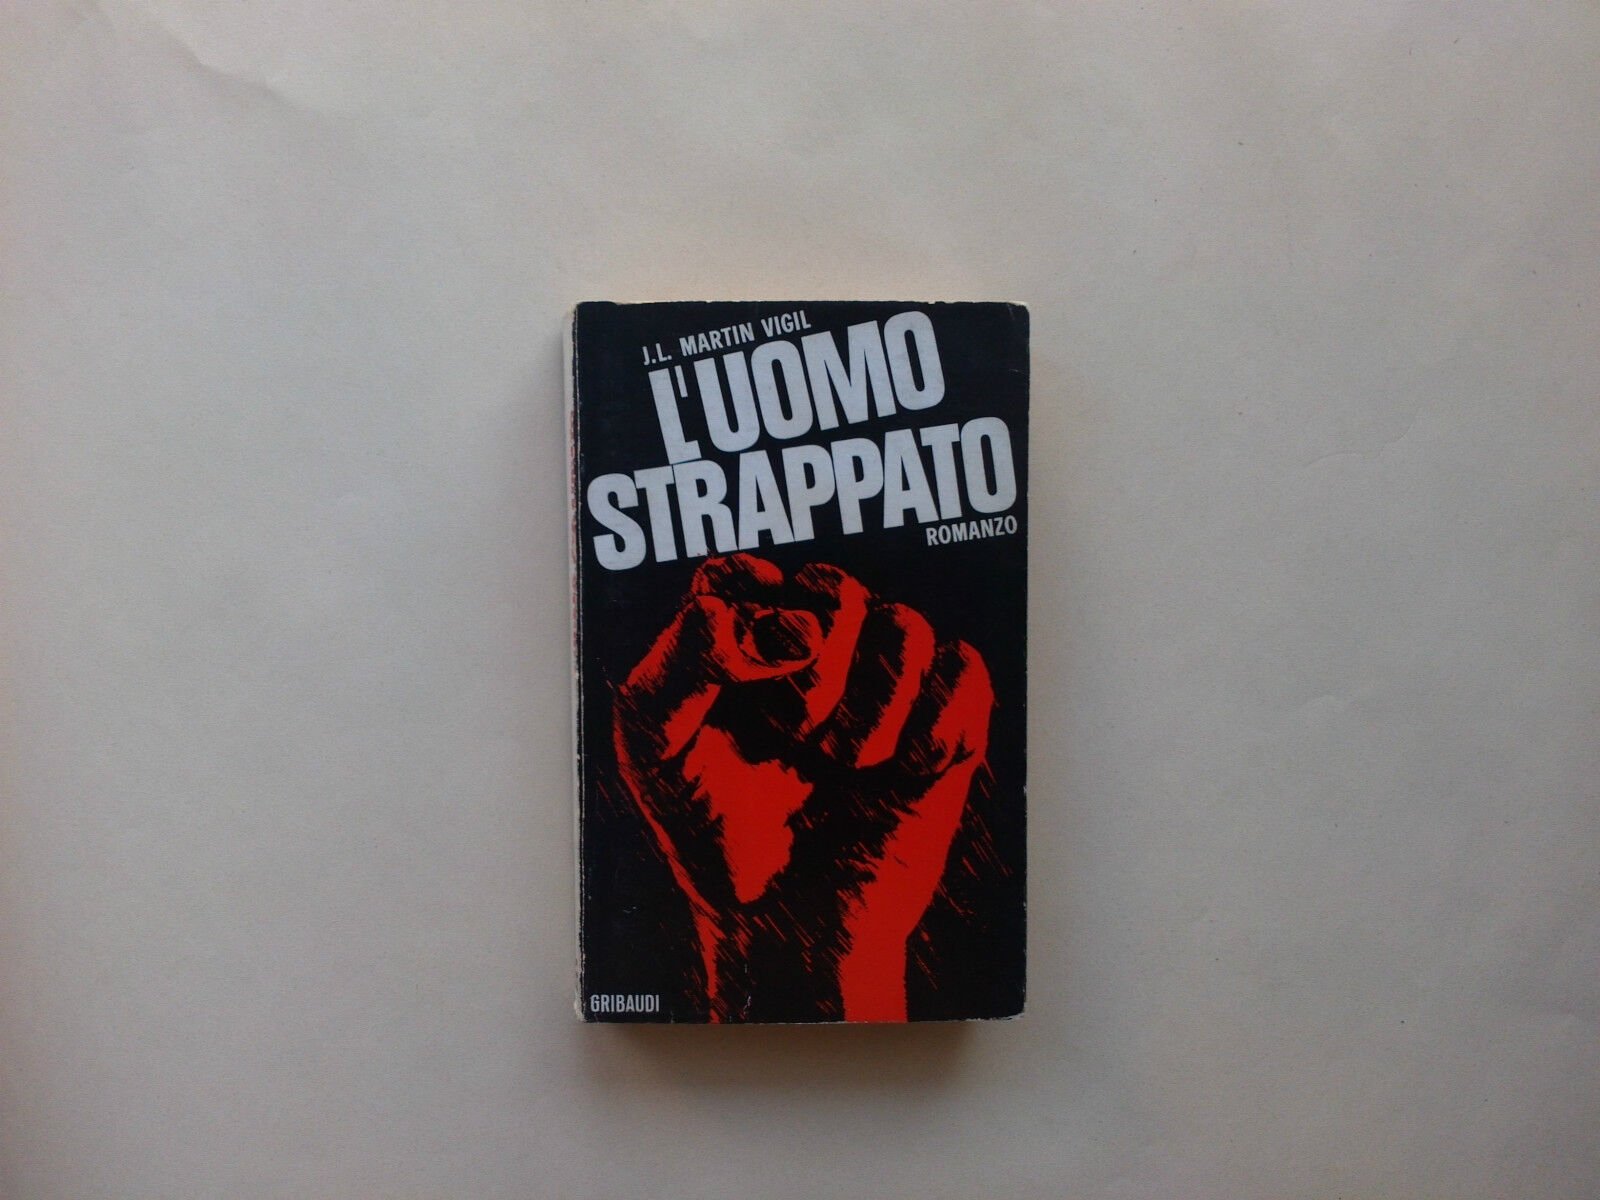 J.L. MARTIN VIGIL
L'UOMO
STRAPPATO
ROMANZO
GRIBAUDI